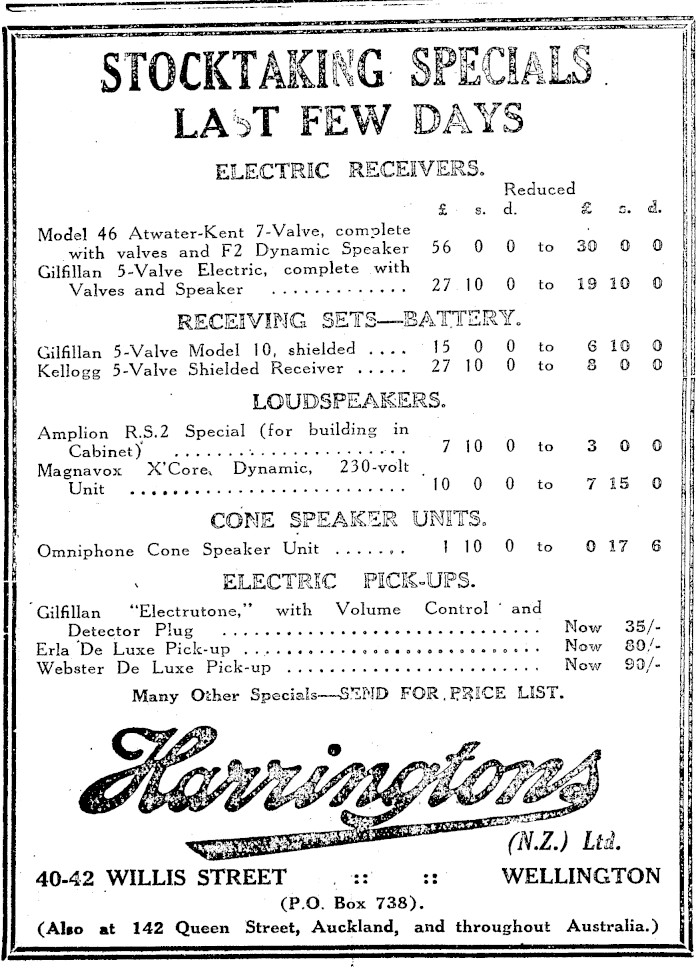 STOCKTAKING SPECIALS
LAST FEW DAYS
ELECTRIC RECEIVERS.
Reduced
£ s. d. £ s. d.
Model 46 Atwater-Kent 7-Valve, complete
with valves and F2 Dynamic Speaker 56 0 0 to 30 0 0
Gilfillan 5-Valve Electric, complete with
Valves and Speaker ............. 27 10 0 to 19 10 0
RECEIVING SETS—BATTERY.
Gilfillan 5-Valve Model 10, shielded .... 15 0 0 to 6 10 0
Kellogg 5-Valve Shielded Receiver ..... 27 10 0 to 8 0 0
LOUDSPEAKERS.
Amplion R.S.2 Special (for building in
Cabinet) ....................... 7 10 0 to 3 0 0
Magnavox X'Core, Dynamic, 230-volt
Unit .......................... 10 0 0 to 7 15 0
CONE SPEAKER UNITS.
Omniphone Cone Speaker Unit ....... 1 10 0 to 0 17 6
ELECTRIC PICK-UPS.
Gilfillan "Electrutone," with Volume Control and
Detector Plug .............................. Now 35/-
Erla De Luxe Pick-up ............................ Now 80/-
Webster De Luxe Pick-up ........................ Now 90/-
Many Other Specials—SEND FOR PRICE LIST.
Harringtons
(N.Z.) Ltd.
40-42 WILLIS STREET :: :: WELLINGTON
(P.O. Box 738).
(Also at 142 Queen Street, Auckland, and throughout Australia.)